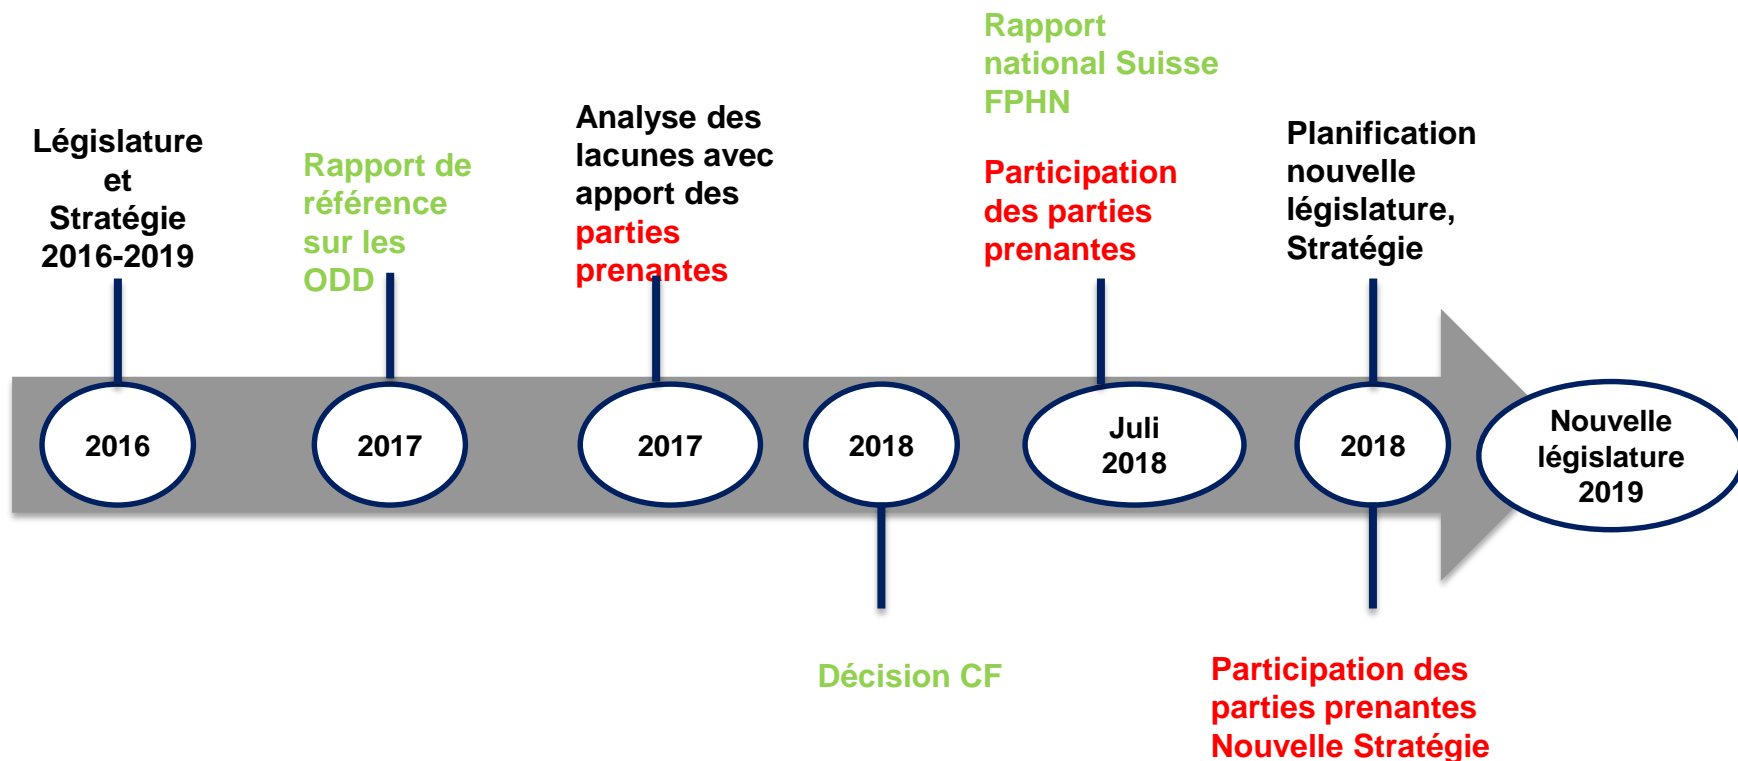 Législature
et
Stratégie
2016-2019
Rapport de
référence
sur les
ODD
Analyse des
lacunes avec
apport des
parties
prenantes
Rapport
national Suisse
FPHN
Participation
des parties
prenantes
Planification
nouvelle
législature,
Stratégie
2016
2017
2017
2018
Juli
2018
2018
Nouvelle
législature
2019
Décision CF
Participation des
parties prenantes
Nouvelle Stratégie